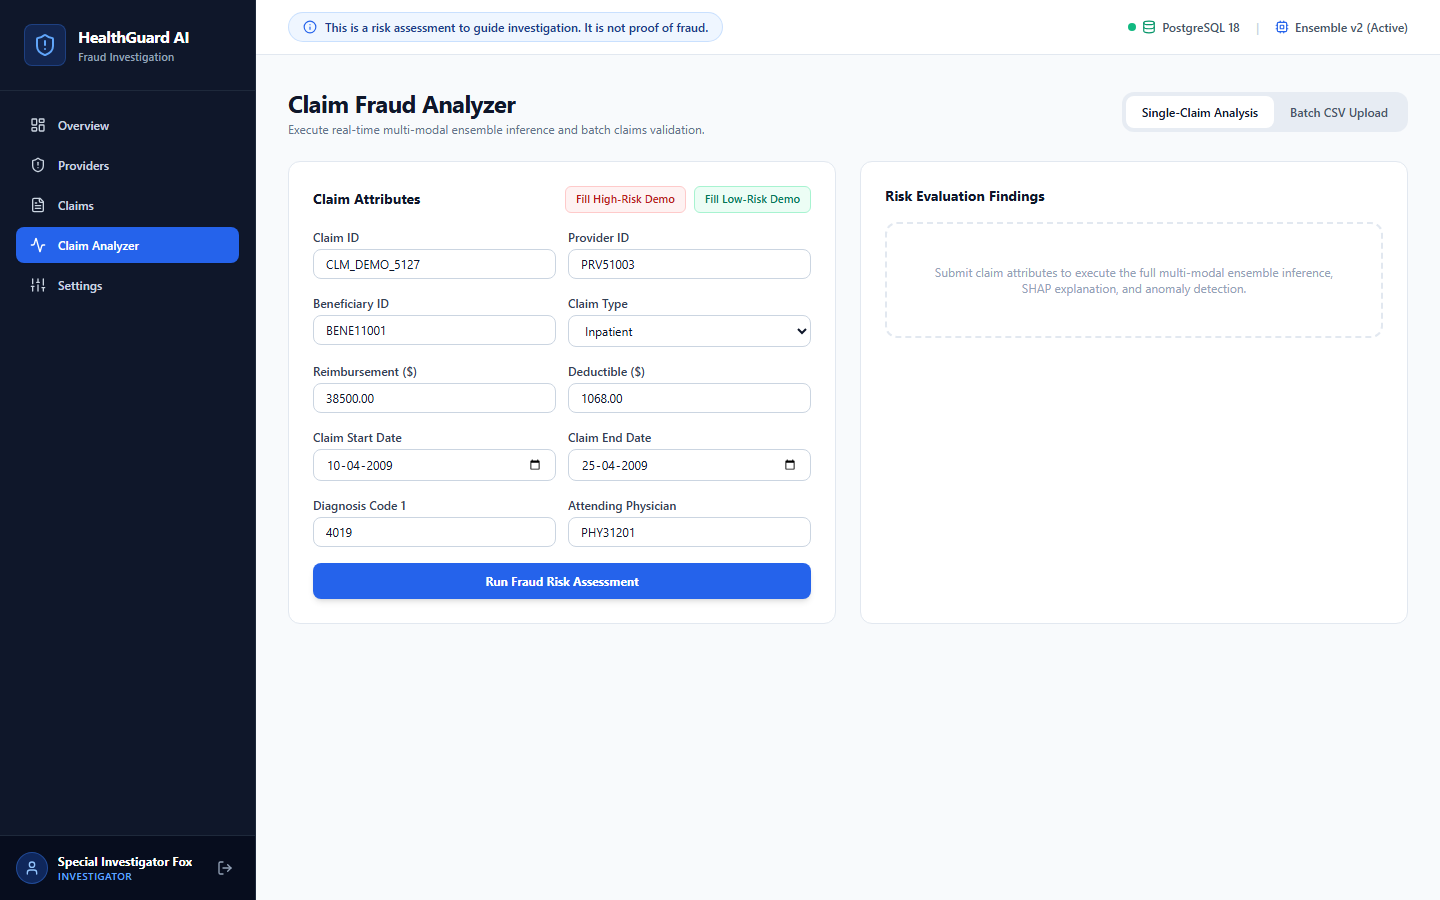 HealthGuard AI
Fraud Investigation
Overview
Providers
Claims
Claim Analyzer
Settings
Special Investigator Fox
INVESTIGATOR
This is a risk assessment to guide investigation. It is not proof of fraud.
PostgreSQL 18 | Ensemble v2 (Active)
Claim Fraud Analyzer
Execute real-time multi-modal ensemble inference and batch claims validation.
Single-Claim Analysis Batch CSV Upload
Claim Attributes Fill High-Risk Demo Fill Low-Risk Demo
Claim ID Provider ID
CLM_DEMO_5127 PRV51003
Beneficiary ID Claim Type
BENE11001 Inpatient
Reimbursement ($) Deductible ($)
38500.00 1068.00
Claim Start Date Claim End Date
10-04-2009 25-04-2009
Diagnosis Code 1 Attending Physician
4019 PHY31201
Run Fraud Risk Assessment
Risk Evaluation Findings
Submit claim attributes to execute the full multi-modal ensemble inference,
SHAP explanation, and anomaly detection.